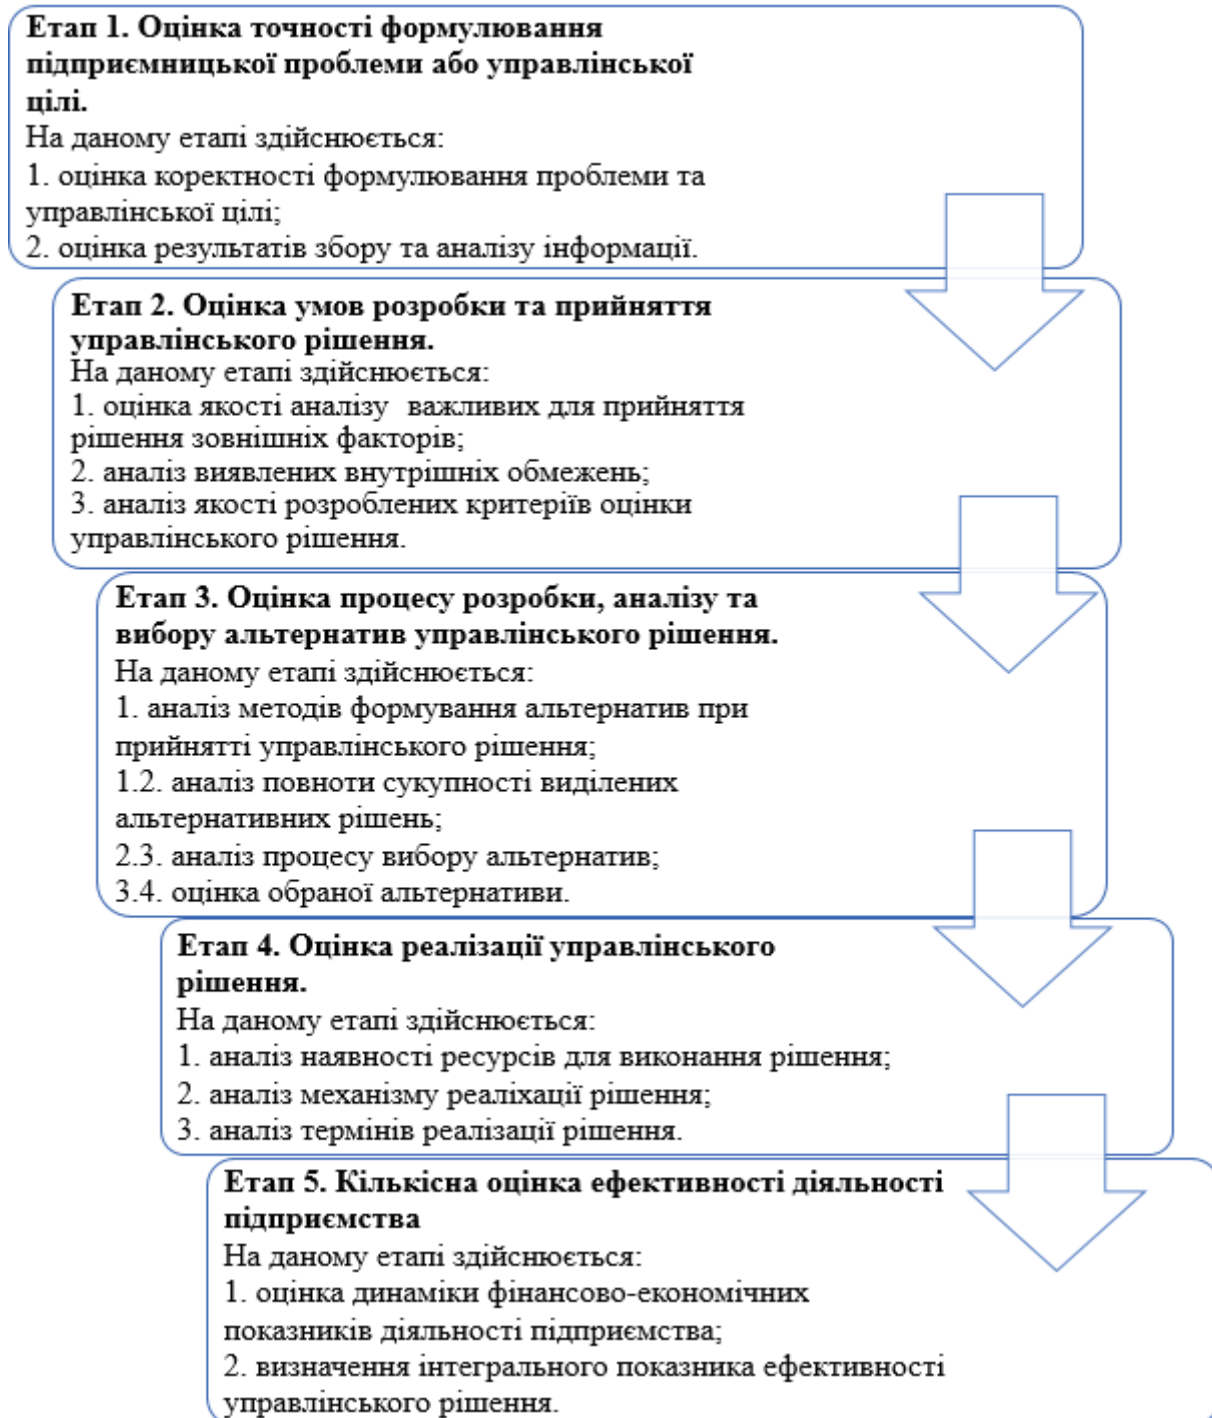 Етап 1. Оцінка точності формулювання
підприємницької проблеми або управлінської
цілі.
На даному етапі здійснюється:
1. оцінка коректності формулювання проблеми та
управлінської цілі;
2. оцінка результатів збору та аналізу інформації.
Етап 2. Оцінка умов розробки та прийняття
управлінського рішення.
На даному етапі здійснюється:
1. оцінка якості аналізу важливих для прийняття
рішення зовнішніх факторів;
2. аналіз виявлених внутрішніх обмежень;
3. аналіз якості розроблених критеріїв оцінки
управлінського рішення.
Етап 3. Оцінка процесу розробки, аналізу та
вибору альтернатив управлінського рішення.
На даному етапі здійснюється:
1. аналіз методів формування альтернатив при
прийнятті управлінського рішення;
1.2. аналіз повноти сукупності виділених
альтернативних рішень;
2.3. аналіз процесу вибору альтернатив;
3.4. оцінка обраної альтернативи.
Етап 4. Оцінка реалізації управлінського
рішення.
На даному етапі здійснюється:
1. аналіз наявності ресурсів для виконання рішення;
2. аналіз механізму реаліхації рішення;
3. аналіз термінів реалізації рішення.
Етап 5. Кількісна оцінка ефективності діяльності
підприємства
На даному етапі здійснюється:
1. оцінка динаміки фінансово-економічних
показників діяльності підприємства;
2. визначення інтегрального показника ефективності
управлінського рішення.